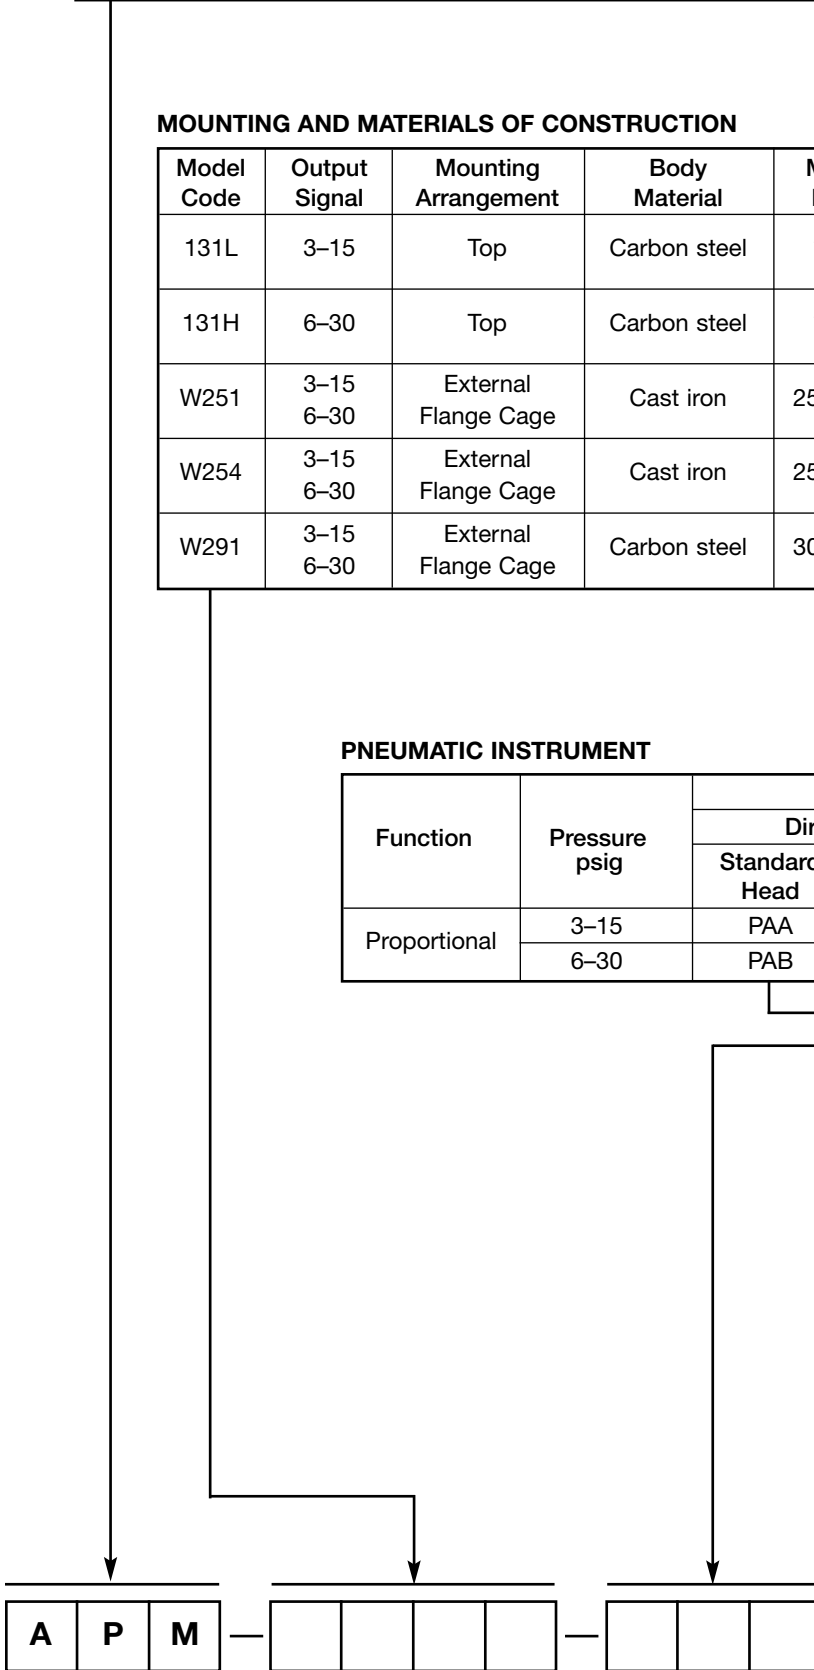 MOUNTING AND MATERIALS OF CONSTRUCTION
Model Code Output Signal Mounting Arrangement Body Material
131L 3–15 Top Carbon steel
131H 6–30 Top Carbon steel
W251 3–15 6–30 External Flange Cage Cast iron
W254 3–15 6–30 External Flange Cage Cast iron
W291 3–15 6–30 External Flange Cage Carbon steel
PNEUMATIC INSTRUMENT
Function Pressure psig Standard Head
Proportional 3–15 PAA
6–30 PAB
A P M — —